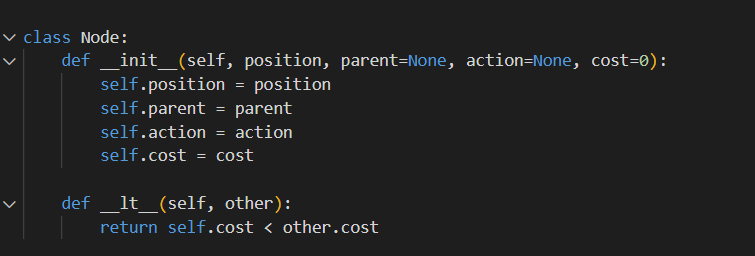 class Node:
    def __init__(self, position, parent=None, action=None, cost=0):
        self.position = position
        self.parent = parent
        self.action = action
        self.cost = cost
    def __lt__(self, other):
        return self.cost < other.cost